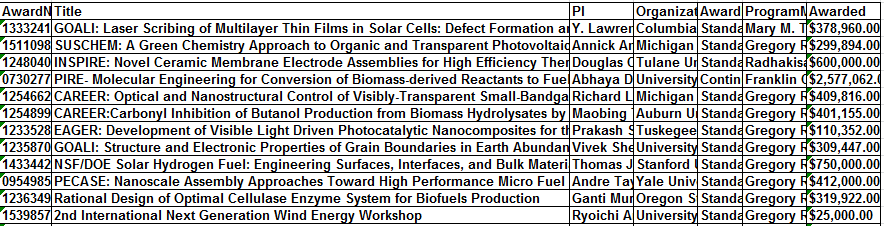 AwardN Title PI Organizat Award ProgramM Awarded
1333241 GOALI: Laser Scribing of Multilayer Thin Films in Solar Cells: Defect Formation an Y. Lawren Columbia Standa Mary M. T $378,960.00
1511098 SUSCHEM: A Green Chemistry Approach to Organic and Transparent Photovoltaic Annick An Michigan Standa Gregory R $299,894.00
1248040 INSPIRE: Novel Ceramic Membrane Electrode Assemblies for High Efficiency Ther Douglas C Tulane Un Standa Radhakisa $600,000.00
0730277 PIRE- Molecular Engineering for Conversion of Biomass-derived Reactants to Fuel Abhaya D University Contin Franklin $2,577,062.0
1254662 CAREER: Optical and Nanostructural Control of Visibly-Transparent Small-Bandga Richard L Michigan Standa Gregory R $409,816.00
1254899 CAREER:Carbonyl Inhibition of Butanol Production from Biomass Hydrolysates by Maobing Auburn Un Standa Gregory R $401,155.00
1233528 EAGER: Development of Visible Light Driven Photocatalytic Nanocomposites for th Prakash S Tuskegee Standa Gregory R $110,352.00
1235870 GOALI: Structure and Electronic Properties of Grain Boundaries in Earth Abundan Vivek She University Standa Gregory R $309,447.00
1433442 NSF/DOE Solar Hydrogen Fuel: Engineering Surfaces, Interfaces, and Bulk Materi Thomas J Stanford Standa Gregory R $750,000.00
0954985 PECASE: Nanoscale Assembly Approaches Toward High Performance Micro Fuel Andre Tay Yale Univ Standa Gregory R $412,000.00
1236349 Rational Design of Optimal Cellulase Enzyme System for Biofuels Production Ganti Mur Oregon S Standa Gregory R $319,922.00
1539857 2nd International Next Generation Wind Energy Workshop Ryoichi A University Standa Gregory R $25,000.00